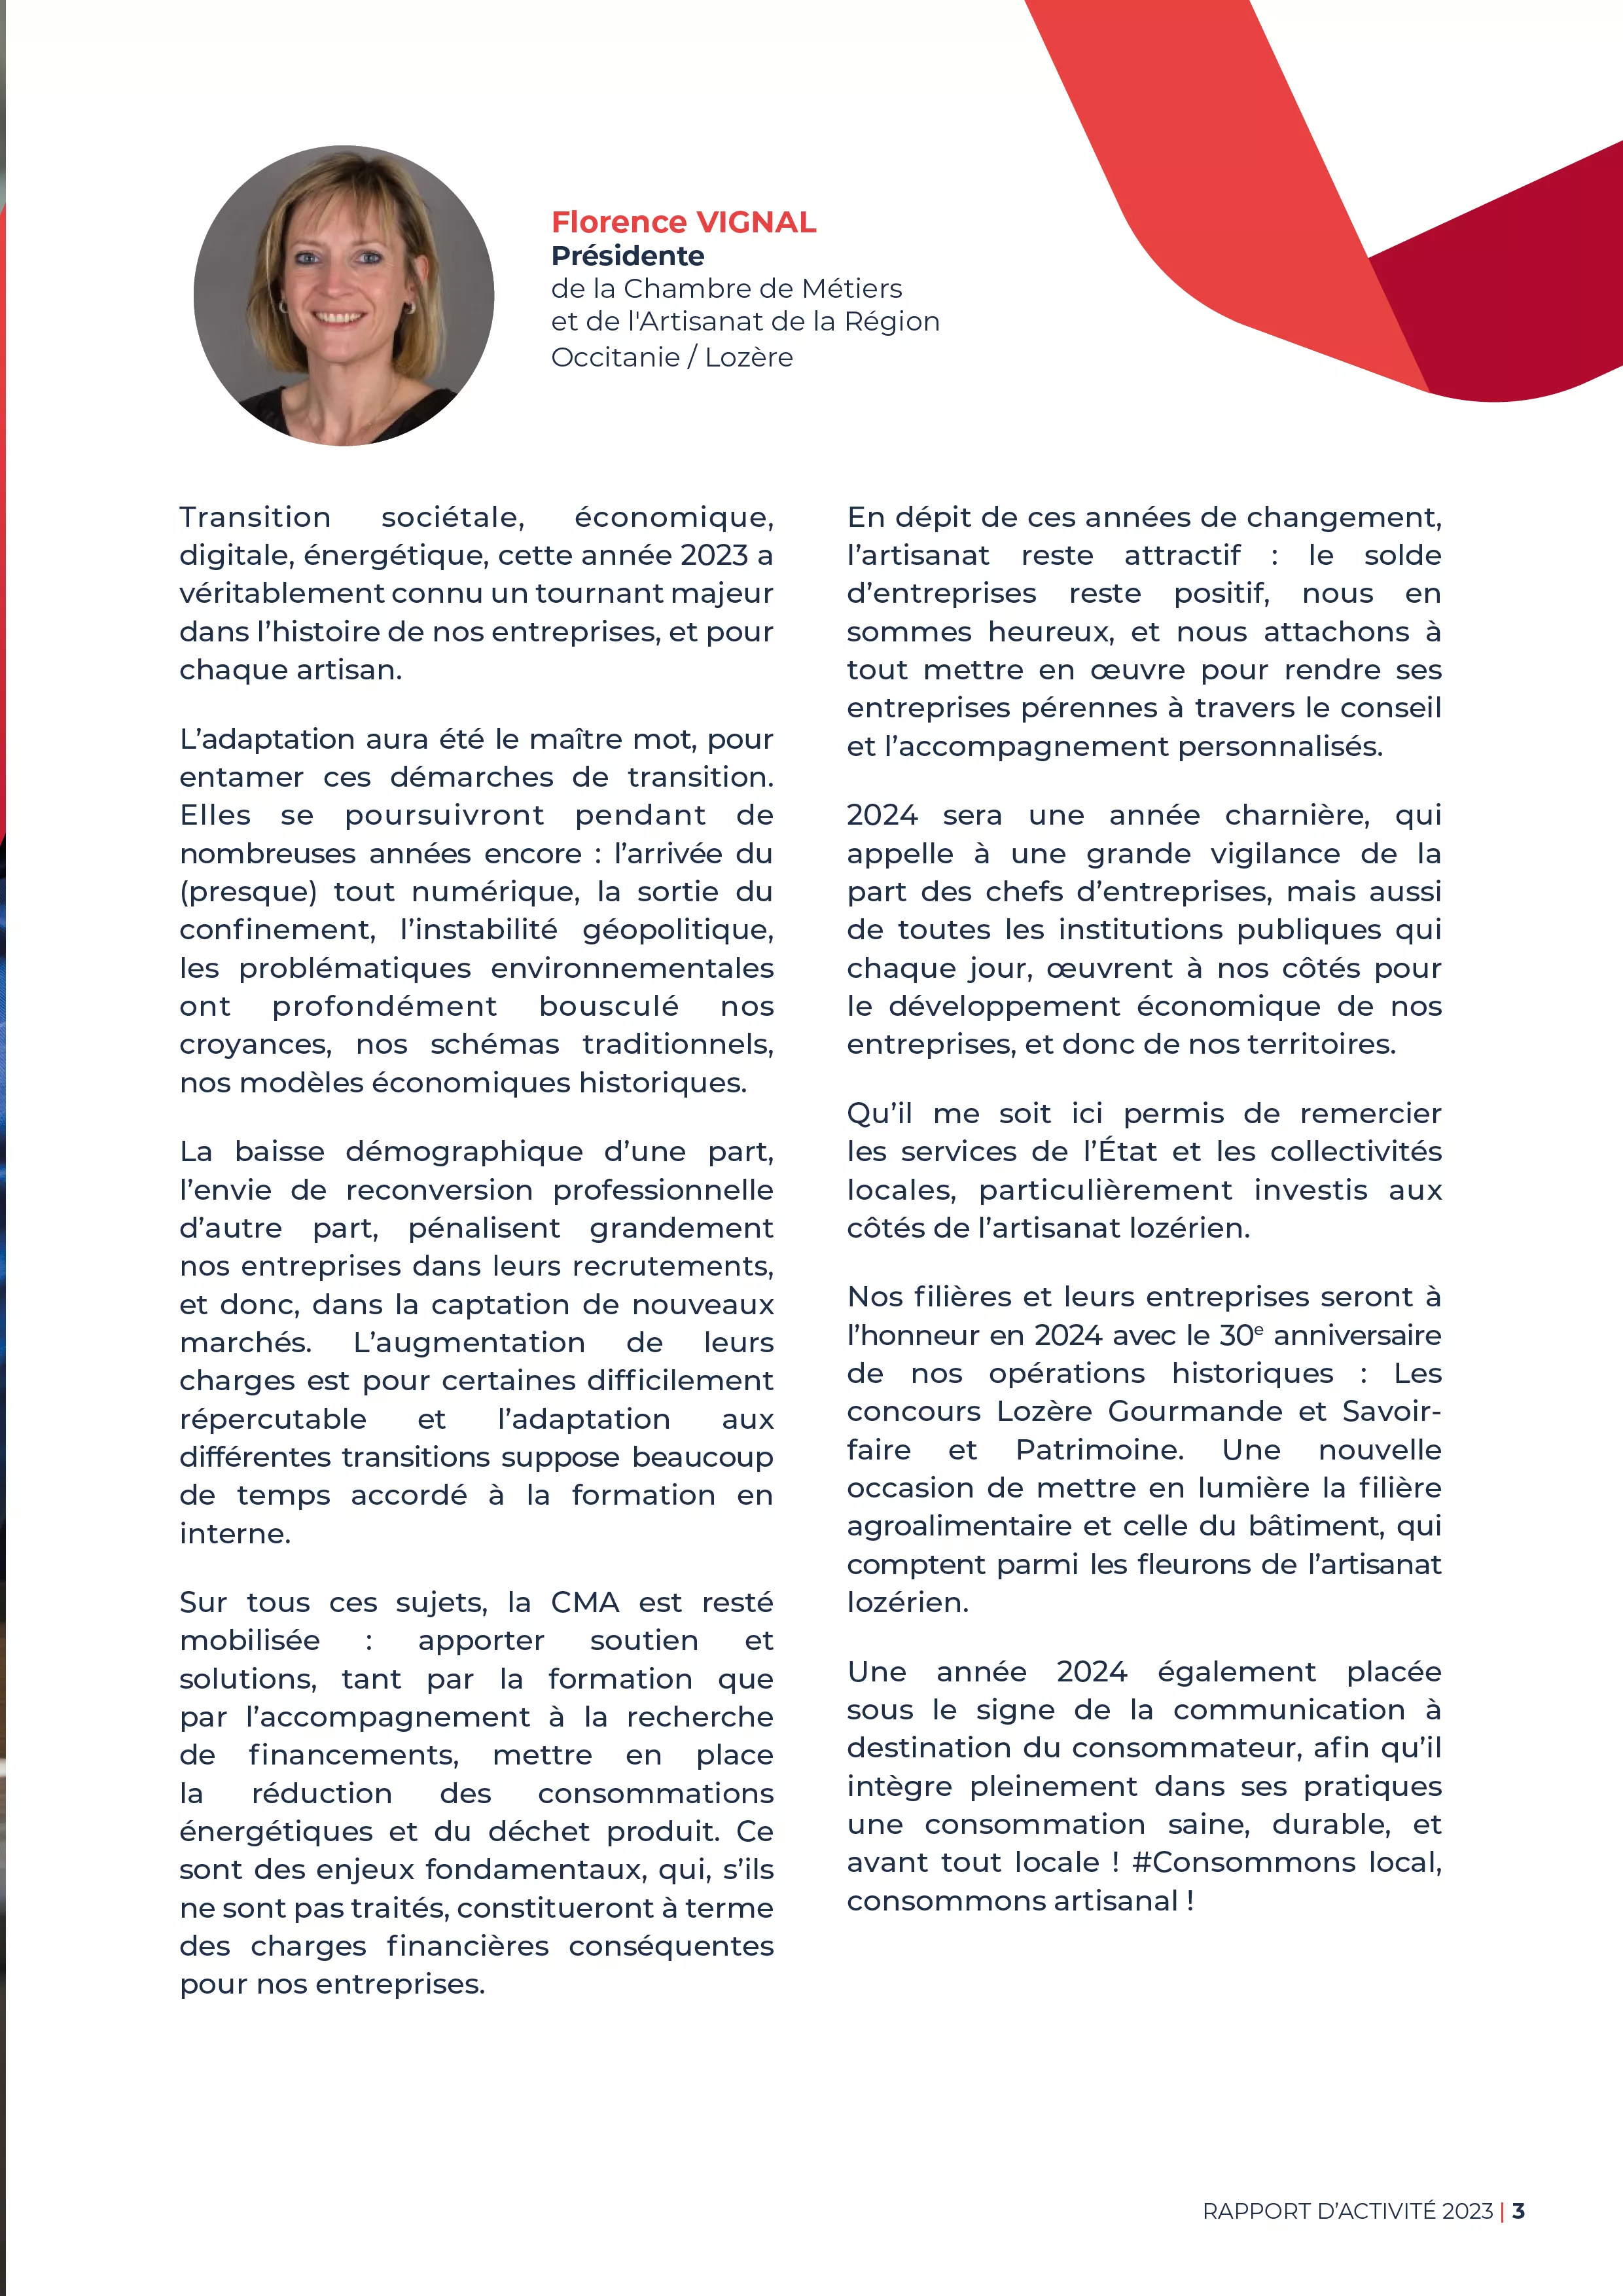 Florence VIGNAL
Présidente
de la Chambre de Métiers
et de l'Artisanat de la Région
Occitanie / Lozère
Transition sociétale, économique,
digitale, énergétique, cette année 2023 a
véritablement connu un tournant majeur
dans l’histoire de nos entreprises, et pour
chaque artisan.
L’adaptation aura été le maître mot, pour
entamer ces démarches de transition.
Elles se poursuivront pendant de
nombreuses années encore : l’arrivée du
(presque) tout numérique, la sortie du
confinement, l’instabilité géopolitique,
les problématiques environnementales
ont profondément bousculé nos
croyances, nos schémas traditionnels,
nos modèles économiques historiques.
La baisse démographique d’une part,
l’envie de reconversion professionnelle
d’autre part, pénalisent grandement
nos entreprises dans leurs recrutements,
et donc, dans la captation de nouveaux
marchés. L’augmentation de leurs
charges est pour certaines difficilement
répercutable et l’adaptation aux
différentes transitions suppose beaucoup
de temps accordé à la formation en
interne.
Sur tous ces sujets, la CMA est resté
mobilisée : apporter soutien et
solutions, tant par la formation que
par l’accompagnement à la recherche
de financements, mettre en place
la réduction des consommations
énergétiques et du déchet produit. Ce
sont des enjeux fondamentaux, qui, s’ils
ne sont pas traités, constitueront à terme
des charges financières conséquentes
pour nos entreprises.
En dépit de ces années de changement,
l’artisanat reste attractif : le solde
d’entreprises reste positif, nous en
sommes heureux, et nous attachons à
tout mettre en œuvre pour rendre ses
entreprises pérennes à travers le conseil
et l’accompagnement personnalisés.
2024 sera une année charnière, qui
appelle à une grande vigilance de la
part des chefs d’entreprises, mais aussi
de toutes les institutions publiques qui
chaque jour, œuvrent à nos côtés pour
le développement économique de nos
entreprises, et donc de nos territoires.
Qu’il me soit ici permis de remercier
les services de l’État et les collectivités
locales, particulièrement investis aux
côtés de l’artisanat lozérien.
Nos filières et leurs entreprises seront à
l’honneur en 2024 avec le 30e anniversaire
de nos opérations historiques : Les
concours Lozère Gourmande et Savoir-
faire et Patrimoine. Une nouvelle
occasion de mettre en lumière la filière
agroalimentaire et celle du bâtiment, qui
comptent parmi les fleurons de l’artisanat
lozérien.
Une année 2024 également placée
sous le signe de la communication à
destination du consommateur, afin qu’il
intègre pleinement dans ses pratiques
une consommation saine, durable, et
avant tout locale ! #Consommons local,
consommons artisanal !
RAPPORT D’ACTIVITÉ 2023 | 3